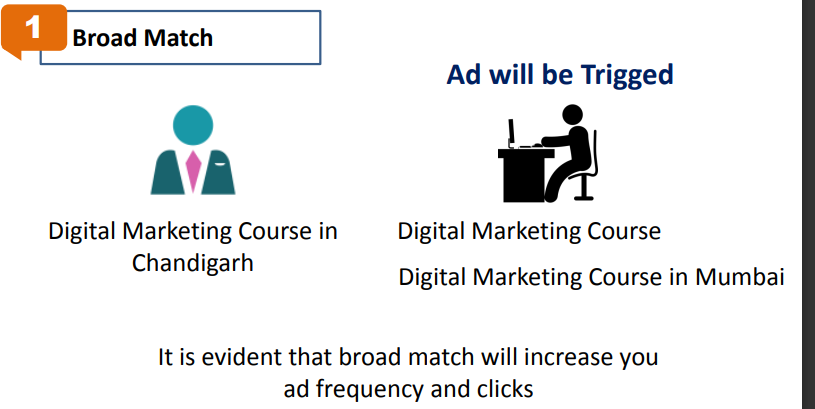 1
Broad Match
Ad will be Trigged
Digital Marketing Course in
Chandigarh
Digital Marketing Course
Digital Marketing Course in Mumbai
It is evident that broad match will increase you
ad frequency and clicks